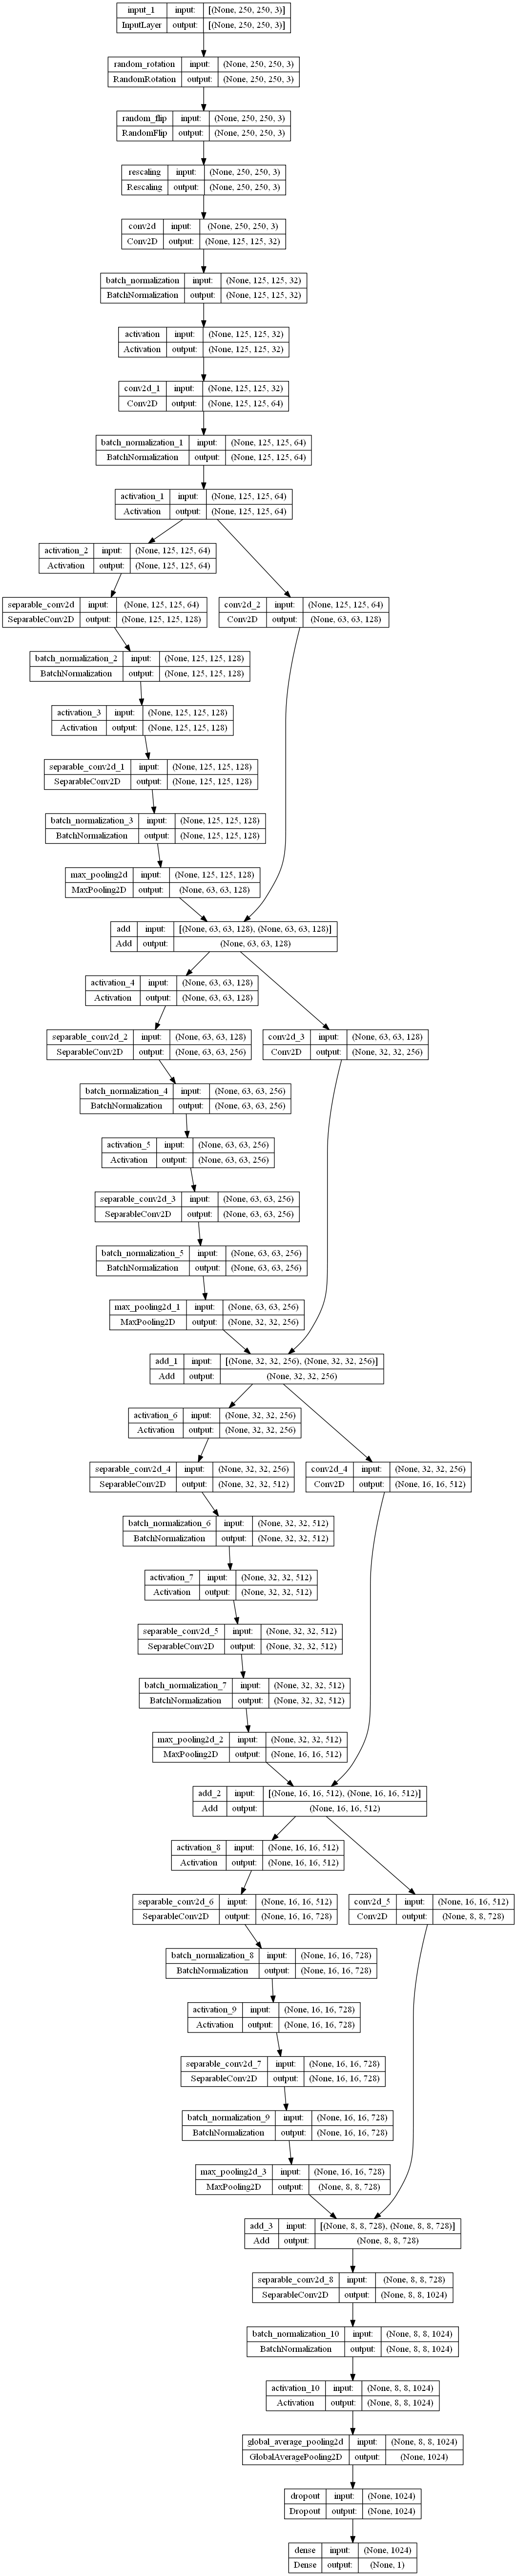 input_1 input: [(None, 250, 250, 3)]
InputLayer output: [(None, 250, 250, 3)]
random_rotation input: (None, 250, 250, 3)
RandomRotation output: (None, 250, 250, 3)
random_flip input: (None, 250, 250, 3)
RandomFlip output: (None, 250, 250, 3)
rescaling input: (None, 250, 250, 3)
Rescaling output: (None, 250, 250, 3)
conv2d input: (None, 250, 250, 3)
Conv2D output: (None, 125, 125, 32)
batch_normalization input: (None, 125, 125, 32)
BatchNormalization output: (None, 125, 125, 32)
activation input: (None, 125, 125, 32)
Activation output: (None, 125, 125, 32)
conv2d_1 input: (None, 125, 125, 32)
Conv2D output: (None, 125, 125, 64)
batch_normalization_1 input: (None, 125, 125, 64)
BatchNormalization output: (None, 125, 125, 64)
activation_1 input: (None, 125, 125, 64)
Activation output: (None, 125, 125, 64)
activation_2 input: (None, 125, 125, 64)
Activation output: (None, 125, 125, 64)
separable_conv2d input: (None, 125, 125, 64)
SeparableConv2D output: (None, 125, 125, 128)
conv2d_2 input: (None, 125, 125, 64)
Conv2D output: (None, 63, 63, 128)
batch_normalization_2 input: (None, 125, 125, 128)
BatchNormalization output: (None, 125, 125, 128)
activation_3 input: (None, 125, 125, 128)
Activation output: (None, 125, 125, 128)
separable_conv2d_1 input: (None, 125, 125, 128)
SeparableConv2D output: (None, 125, 125, 128)
batch_normalization_3 input: (None, 125, 125, 128)
BatchNormalization output: (None, 125, 125, 128)
max_pooling2d input: (None, 125, 125, 128)
MaxPooling2D output: (None, 63, 63, 128)
add input: [(None, 63, 63, 128), (None, 63, 63, 128)]
Add output: (None, 63, 63, 128)
activation_4 input: (None, 63, 63, 128)
Activation output: (None, 63, 63, 128)
separable_conv2d_2 input: (None, 63, 63, 128)
SeparableConv2D output: (None, 63, 63, 256)
conv2d_3 input: (None, 63, 63, 128)
Conv2D output: (None, 32, 32, 256)
batch_normalization_4 input: (None, 63, 63, 256)
BatchNormalization output: (None, 63, 63, 256)
activation_5 input: (None, 63, 63, 256)
Activation output: (None, 63, 63, 256)
separable_conv2d_3 input: (None, 63, 63, 256)
SeparableConv2D output: (None, 63, 63, 256)
batch_normalization_5 input: (None, 63, 63, 256)
BatchNormalization output: (None, 63, 63, 256)
max_pooling2d_1 input: (None, 63, 63, 256)
MaxPooling2D output: (None, 32, 32, 256)
add_1 input: [(None, 32, 32, 256), (None, 32, 32, 256)]
Add output: (None, 32, 32, 256)
activation_6 input: (None, 32, 32, 256)
Activation output: (None, 32, 32, 256)
separable_conv2d_4 input: (None, 32, 32, 256)
SeparableConv2D output: (None, 32, 32, 512)
conv2d_4 input: (None, 32, 32, 256)
Conv2D output: (None, 16, 16, 512)
batch_normalization_6 input: (None, 32, 32, 512)
BatchNormalization output: (None, 32, 32, 512)
activation_7 input: (None, 32, 32, 512)
Activation output: (None, 32, 32, 512)
separable_conv2d_5 input: (None, 32, 32, 512)
SeparableConv2D output: (None, 32, 32, 512)
batch_normalization_7 input: (None, 32, 32, 512)
BatchNormalization output: (None, 32, 32, 512)
max_pooling2d_2 input: (None, 32, 32, 512)
MaxPooling2D output: (None, 16, 16, 512)
add_2 input: [(None, 16, 16, 512), (None, 16, 16, 512)]
Add output: (None, 16, 16, 512)
activation_8 input: (None, 16, 16, 512)
Activation output: (None, 16, 16, 512)
separable_conv2d_6 input: (None, 16, 16, 512)
SeparableConv2D output: (None, 16, 16, 728)
conv2d_5 input: (None, 16, 16, 512)
Conv2D output: (None, 8, 8, 728)
batch_normalization_8 input: (None, 16, 16, 728)
BatchNormalization output: (None, 16, 16, 728)
activation_9 input: (None, 16, 16, 728)
Activation output: (None, 16, 16, 728)
separable_conv2d_7 input: (None, 16, 16, 728)
SeparableConv2D output: (None, 16, 16, 728)
batch_normalization_9 input: (None, 16, 16, 728)
BatchNormalization output: (None, 16, 16, 728)
max_pooling2d_3 input: (None, 16, 16, 728)
MaxPooling2D output: (None, 8, 8, 728)
add_3 input: [(None, 8, 8, 728), (None, 8, 8, 728)]
Add output: (None, 8, 8, 728)
separable_conv2d_8 input: (None, 8, 8, 728)
SeparableConv2D output: (None, 8, 8, 1024)
batch_normalization_10 input: (None, 8, 8, 1024)
BatchNormalization output: (None, 8, 8, 1024)
activation_10 input: (None, 8, 8, 1024)
Activation output: (None, 8, 8, 1024)
global_average_pooling2d input: (None, 8, 8, 1024)
GlobalAveragePooling2D output: (None, 1024)
dropout input: (None, 1024)
Dropout output: (None, 1024)
dense input: (None, 1024)
Dense output: (None, 1)